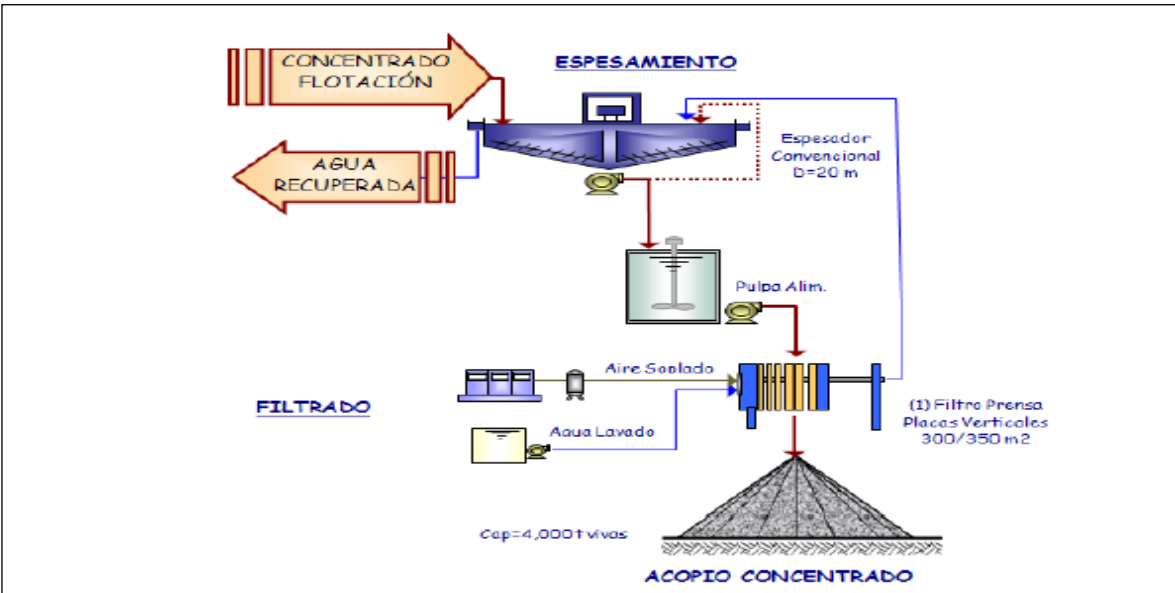 CONCENTRADO
FLOTACIÓN
ESPESAMIENTO
AGUA
RECUPERADA
Espesador
Convencional
D=20 m
Pulpa Alim.
Aire Soplado
FILTRADO
Agua Lavado
(1) Filtro Prensa
Placas Verticales
300/350 m2
Cap=4,000 t vivas
ACOPIO CONCENTRADO